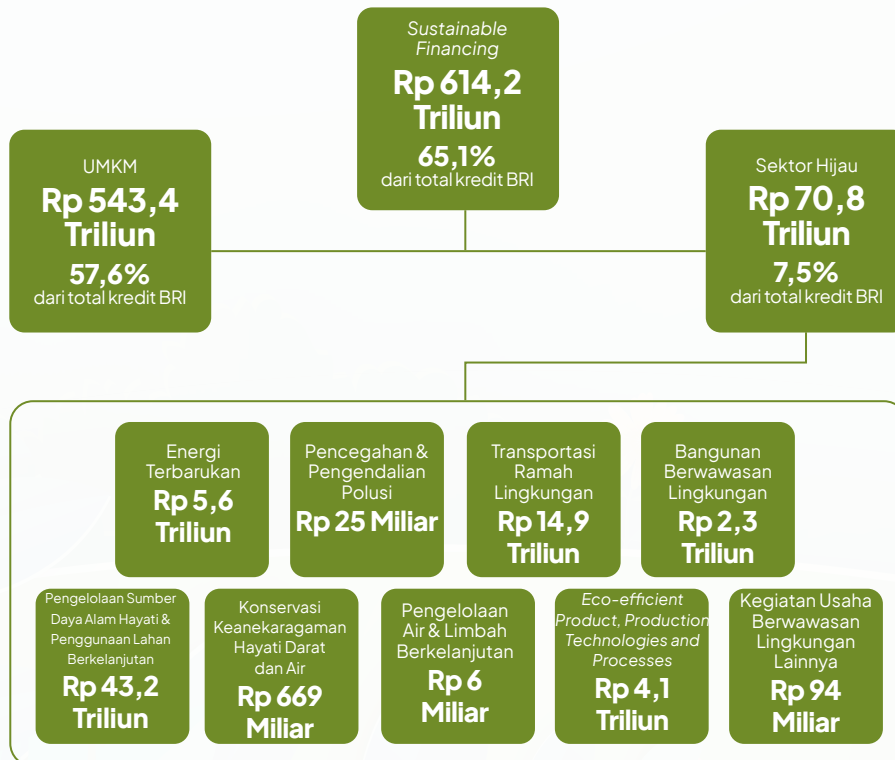 Sustainable
Financing
Rp 614,2
Triliun
65,1%
dari total kredit BRI
UMKM
Rp 543,4
Triliun
57,6%
dari total kredit BRI
Sektor Hijau
Rp 70,8
Triliun
7,5%
dari total kredit BRI
Energi
Terbarukan
Rp 5,6
Triliun
Pencegahan &
Pengendalian
Polusi
Rp 25 Miliar
Transportasi
Ramah
Lingkungan
Rp 14,9
Triliun
Bangunan
Berwawasan
Lingkungan
Rp 2,3
Triliun
Pengelolaan Sumber
Daya Alam Hayati &
Penggunaan Lahan
Berkelanjutan
Rp 43,2
Triliun
Konservasi
Keanekaragaman
Hayati Darat
dan Air
Rp 669
Miliar
Pengelolaan
Air & Limbah
Berkelanjutan
Rp 6
Miliar
Eco-efficient
Product, Production
Technologies and
Processes
Rp 4,1
Triliun
Kegiatan Usaha
Berwawasan
Lingkungan
Lainnya
Rp 94
Miliar